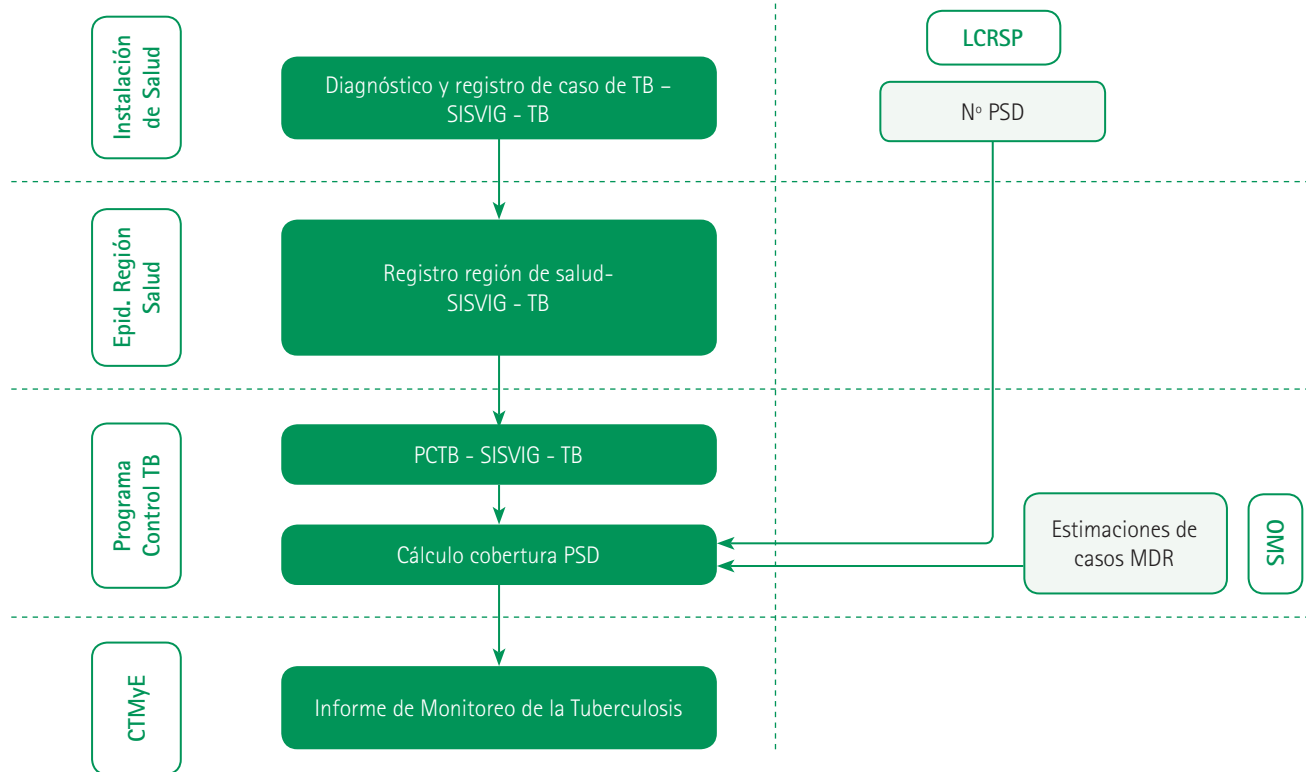 Instalación
de Salud
Diagnóstico y registro de caso de TB –
SISVIG - TB
LCRSP
Nº PSD
Epid. Región
Salud
Registro región de salud-
SISVIG - TB
Programa
Control TB
PCTB - SISVIG - TB
Cálculo cobertura PSD
Estimaciones de
casos MDR
OMS
CTMyE
Informe de Monitoreo de la Tuberculosis